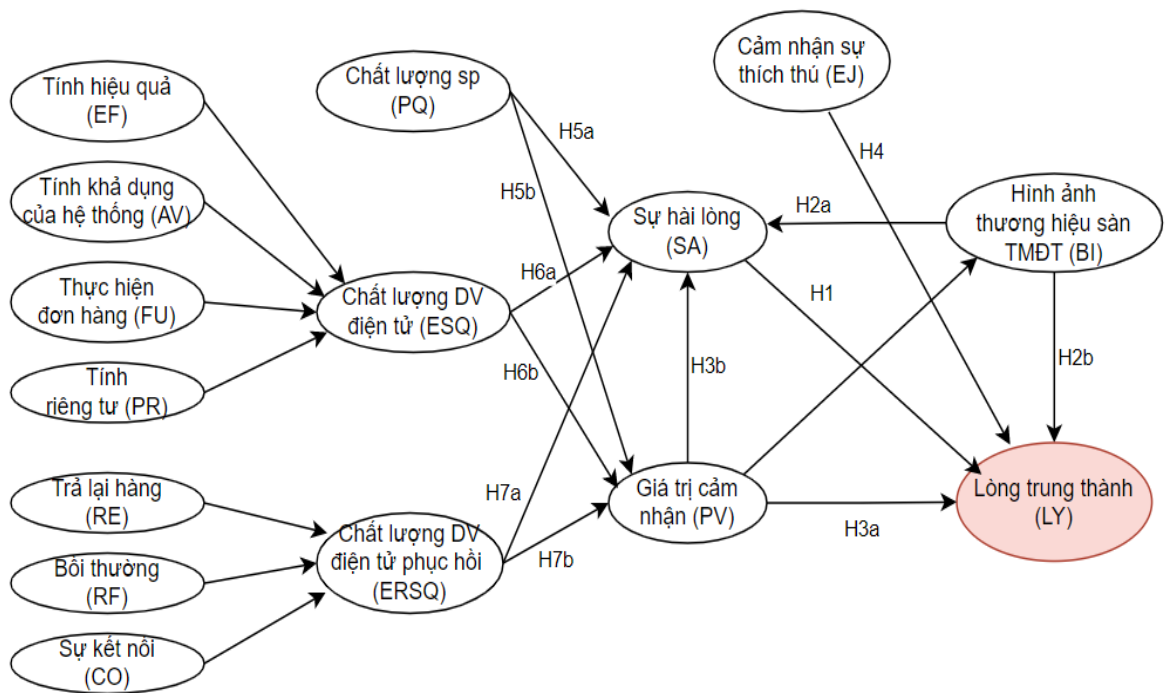 Cảm nhận sự
thích thú (EJ)
Tính hiệu quả
(EF)
Chất lượng sp
(PQ)
H5a
H4
H5b
Tính khả dụng
của hệ thống (AV)
Sự hài lòng
(SA)
H2a
Hình ảnh
thương hiệu sàn
TMĐT (BI)
H6a
Thực hiện
đơn hàng (FU)
Chất lượng DV
điện tử (ESQ)
H1
H6b
H3b
H2b
Tính
riêng tư (PR)
Trả lại hàng
(RE)
H7a
Giá trị cảm
nhận (PV)
Lòng trung thành
(LY)
H3a
Chất lượng DV
điện tử phục hồi
(ERSQ)
H7b
Bồi thường
(RF)
Sự kết nối
(CO)